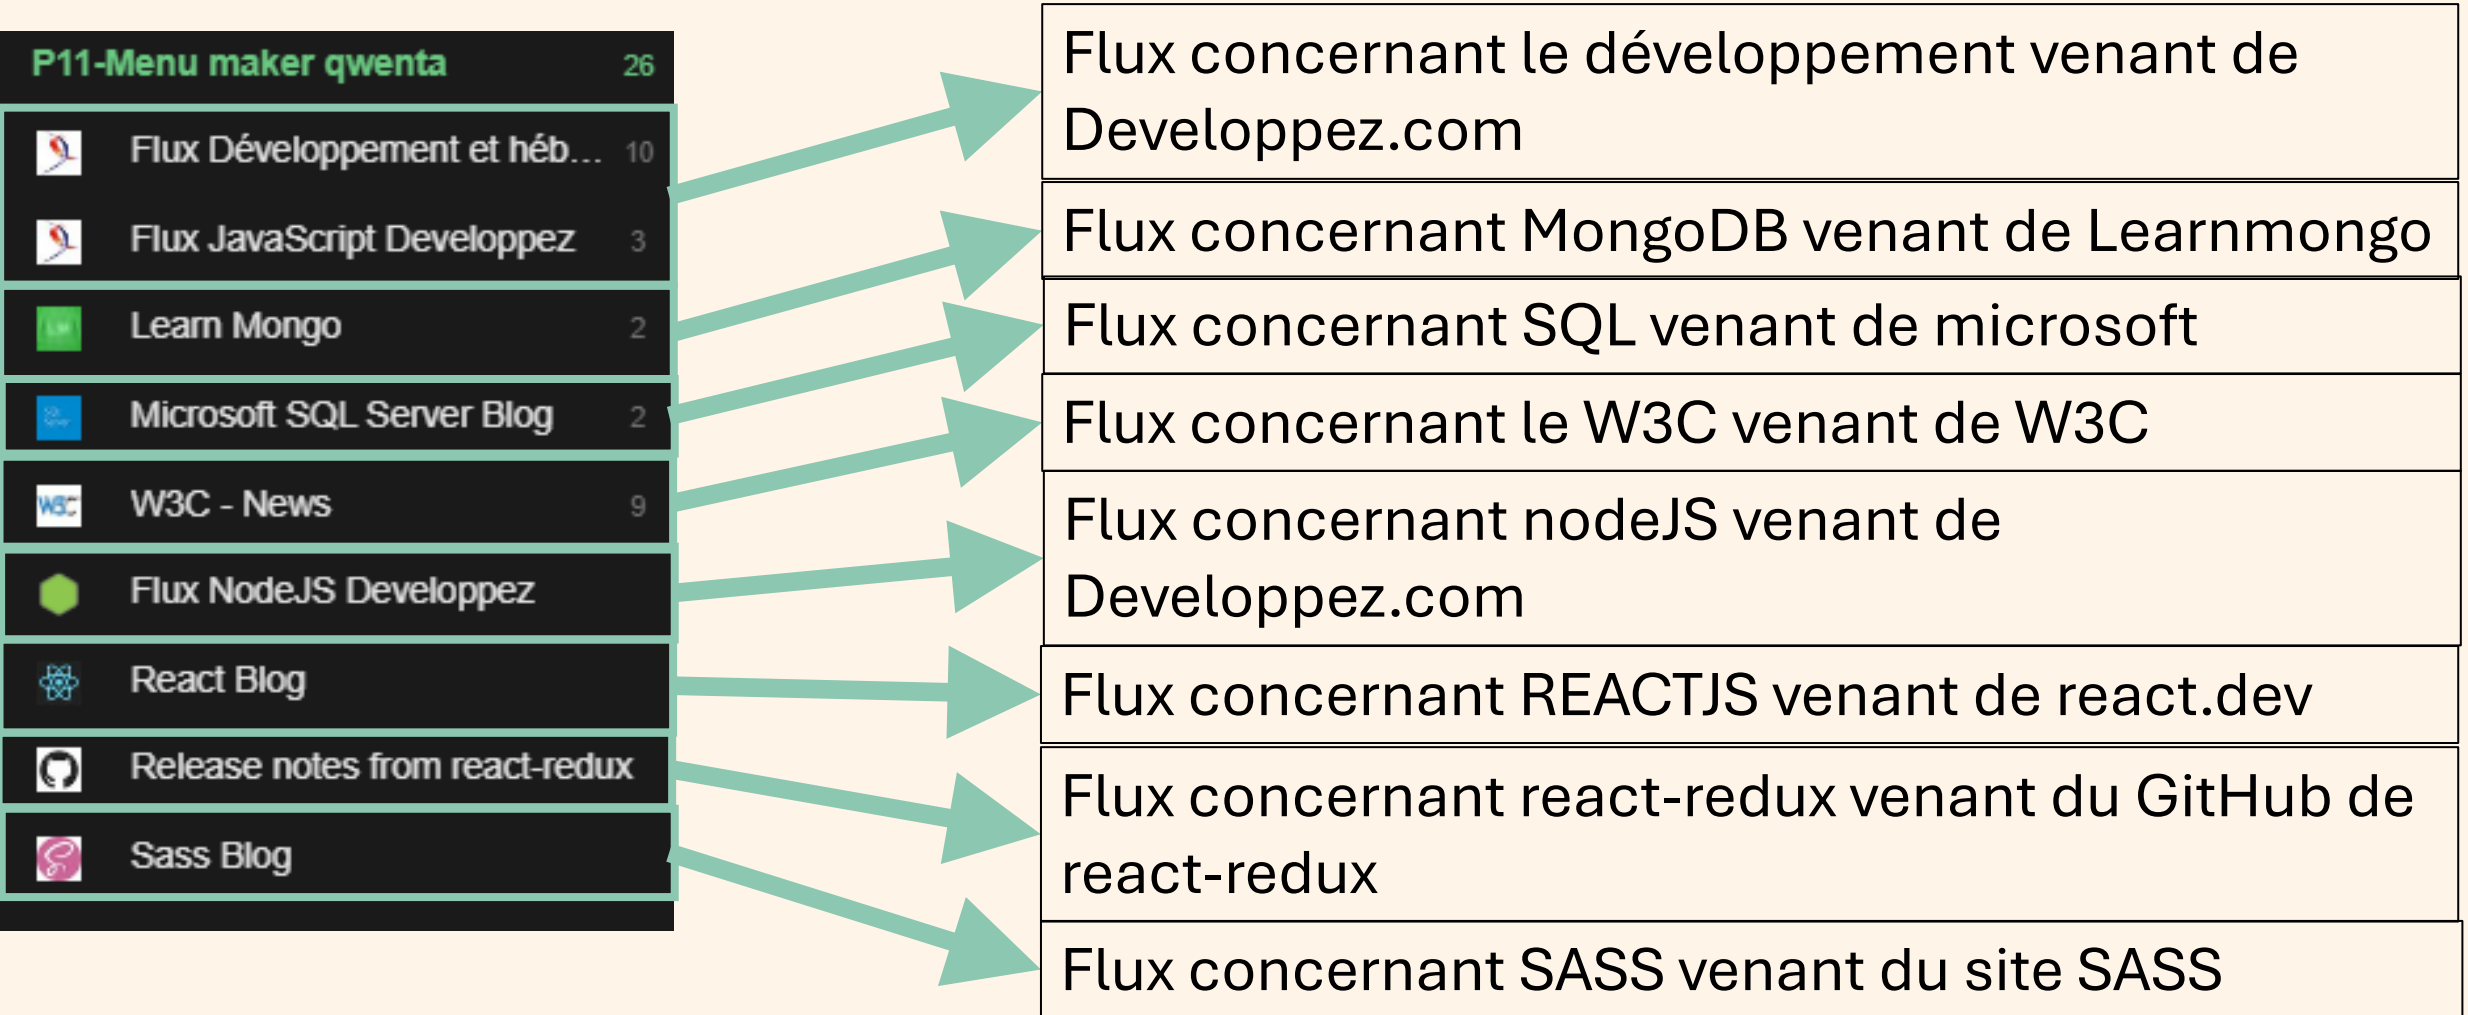 P11-Menu maker qwenta 26
Flux Développement et héb... 10
Flux JavaScript Developpez 3
Learn Mongo 2
Microsoft SQL Server Blog 2
W3C - News 9
Flux NodeJS Developpez
React Blog
Release notes from react-redux
Sass Blog
Flux concernant le développement venant de
Developpez.com
Flux concernant MongoDB venant de Learnmongo
Flux concernant SQL venant de microsoft
Flux concernant le W3C venant de W3C
Flux concernant nodeJS venant de
Developpez.com
Flux concernant REACTJS venant de react.dev
Flux concernant react-redux venant du GitHub de
react-redux
Flux concernant SASS venant du site SASS